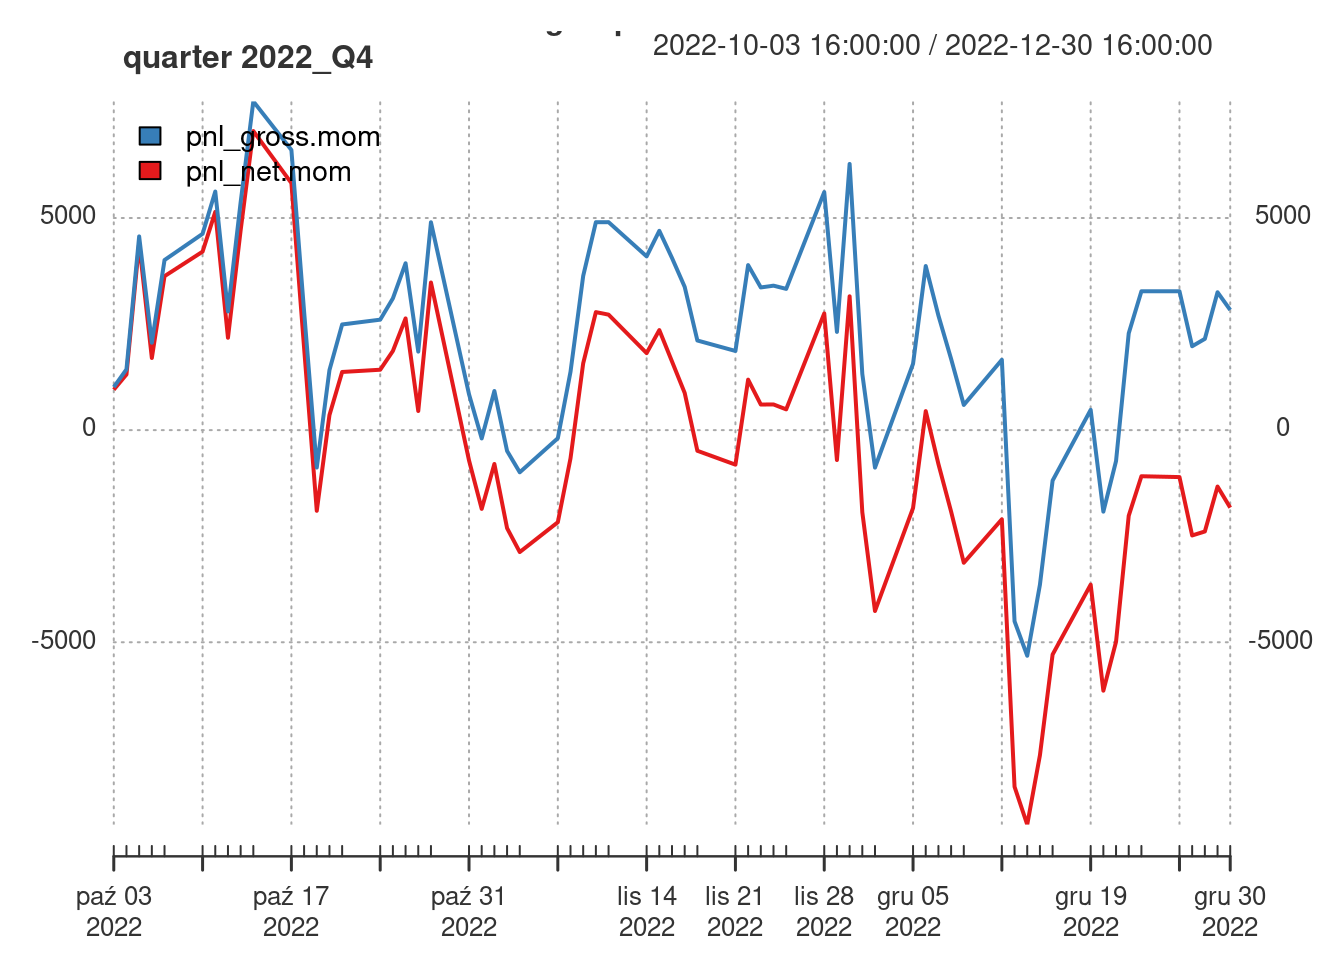 quarter 2022_Q4
2022-10-03 16:00:00 / 2022-12-30 16:00:00
pnl_gross.mom
pnl_net.mom
5000 5000
0 0
-5000 -5000
paź 03 paź 17 paź 31 lis 14 lis 21 lis 28 gru 05 gru 19 gru 30
2022 2022 2022 2022 2022 2022 2022 2022 2022